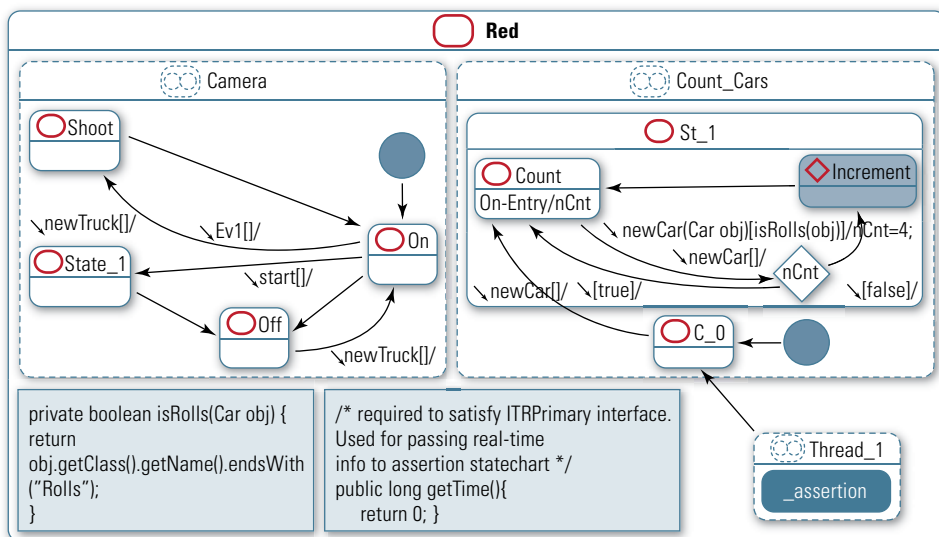 Red
Camera
Shoot
newTruck[]/
Ev1[]/
On
State_1
start[]/
Off
newTruck[]/
Count_Cars
St_1
Count
On-Entry/nCnt
Increment
newCar(Car obj)[isRolls(obj)]/nCnt=4;
newCar[]/
nCnt
newCar[]/
[true]/
[false]/
C_0
private boolean isRolls(Car obj) {
return
obj.getClass().getName().endsWith
("Rolls");
}
/* required to satisfy ITRPrimary interface.
Used for passing real-time
info to assertion statechart */
public long getTime(){
return 0; }
Thread_1
_assertion